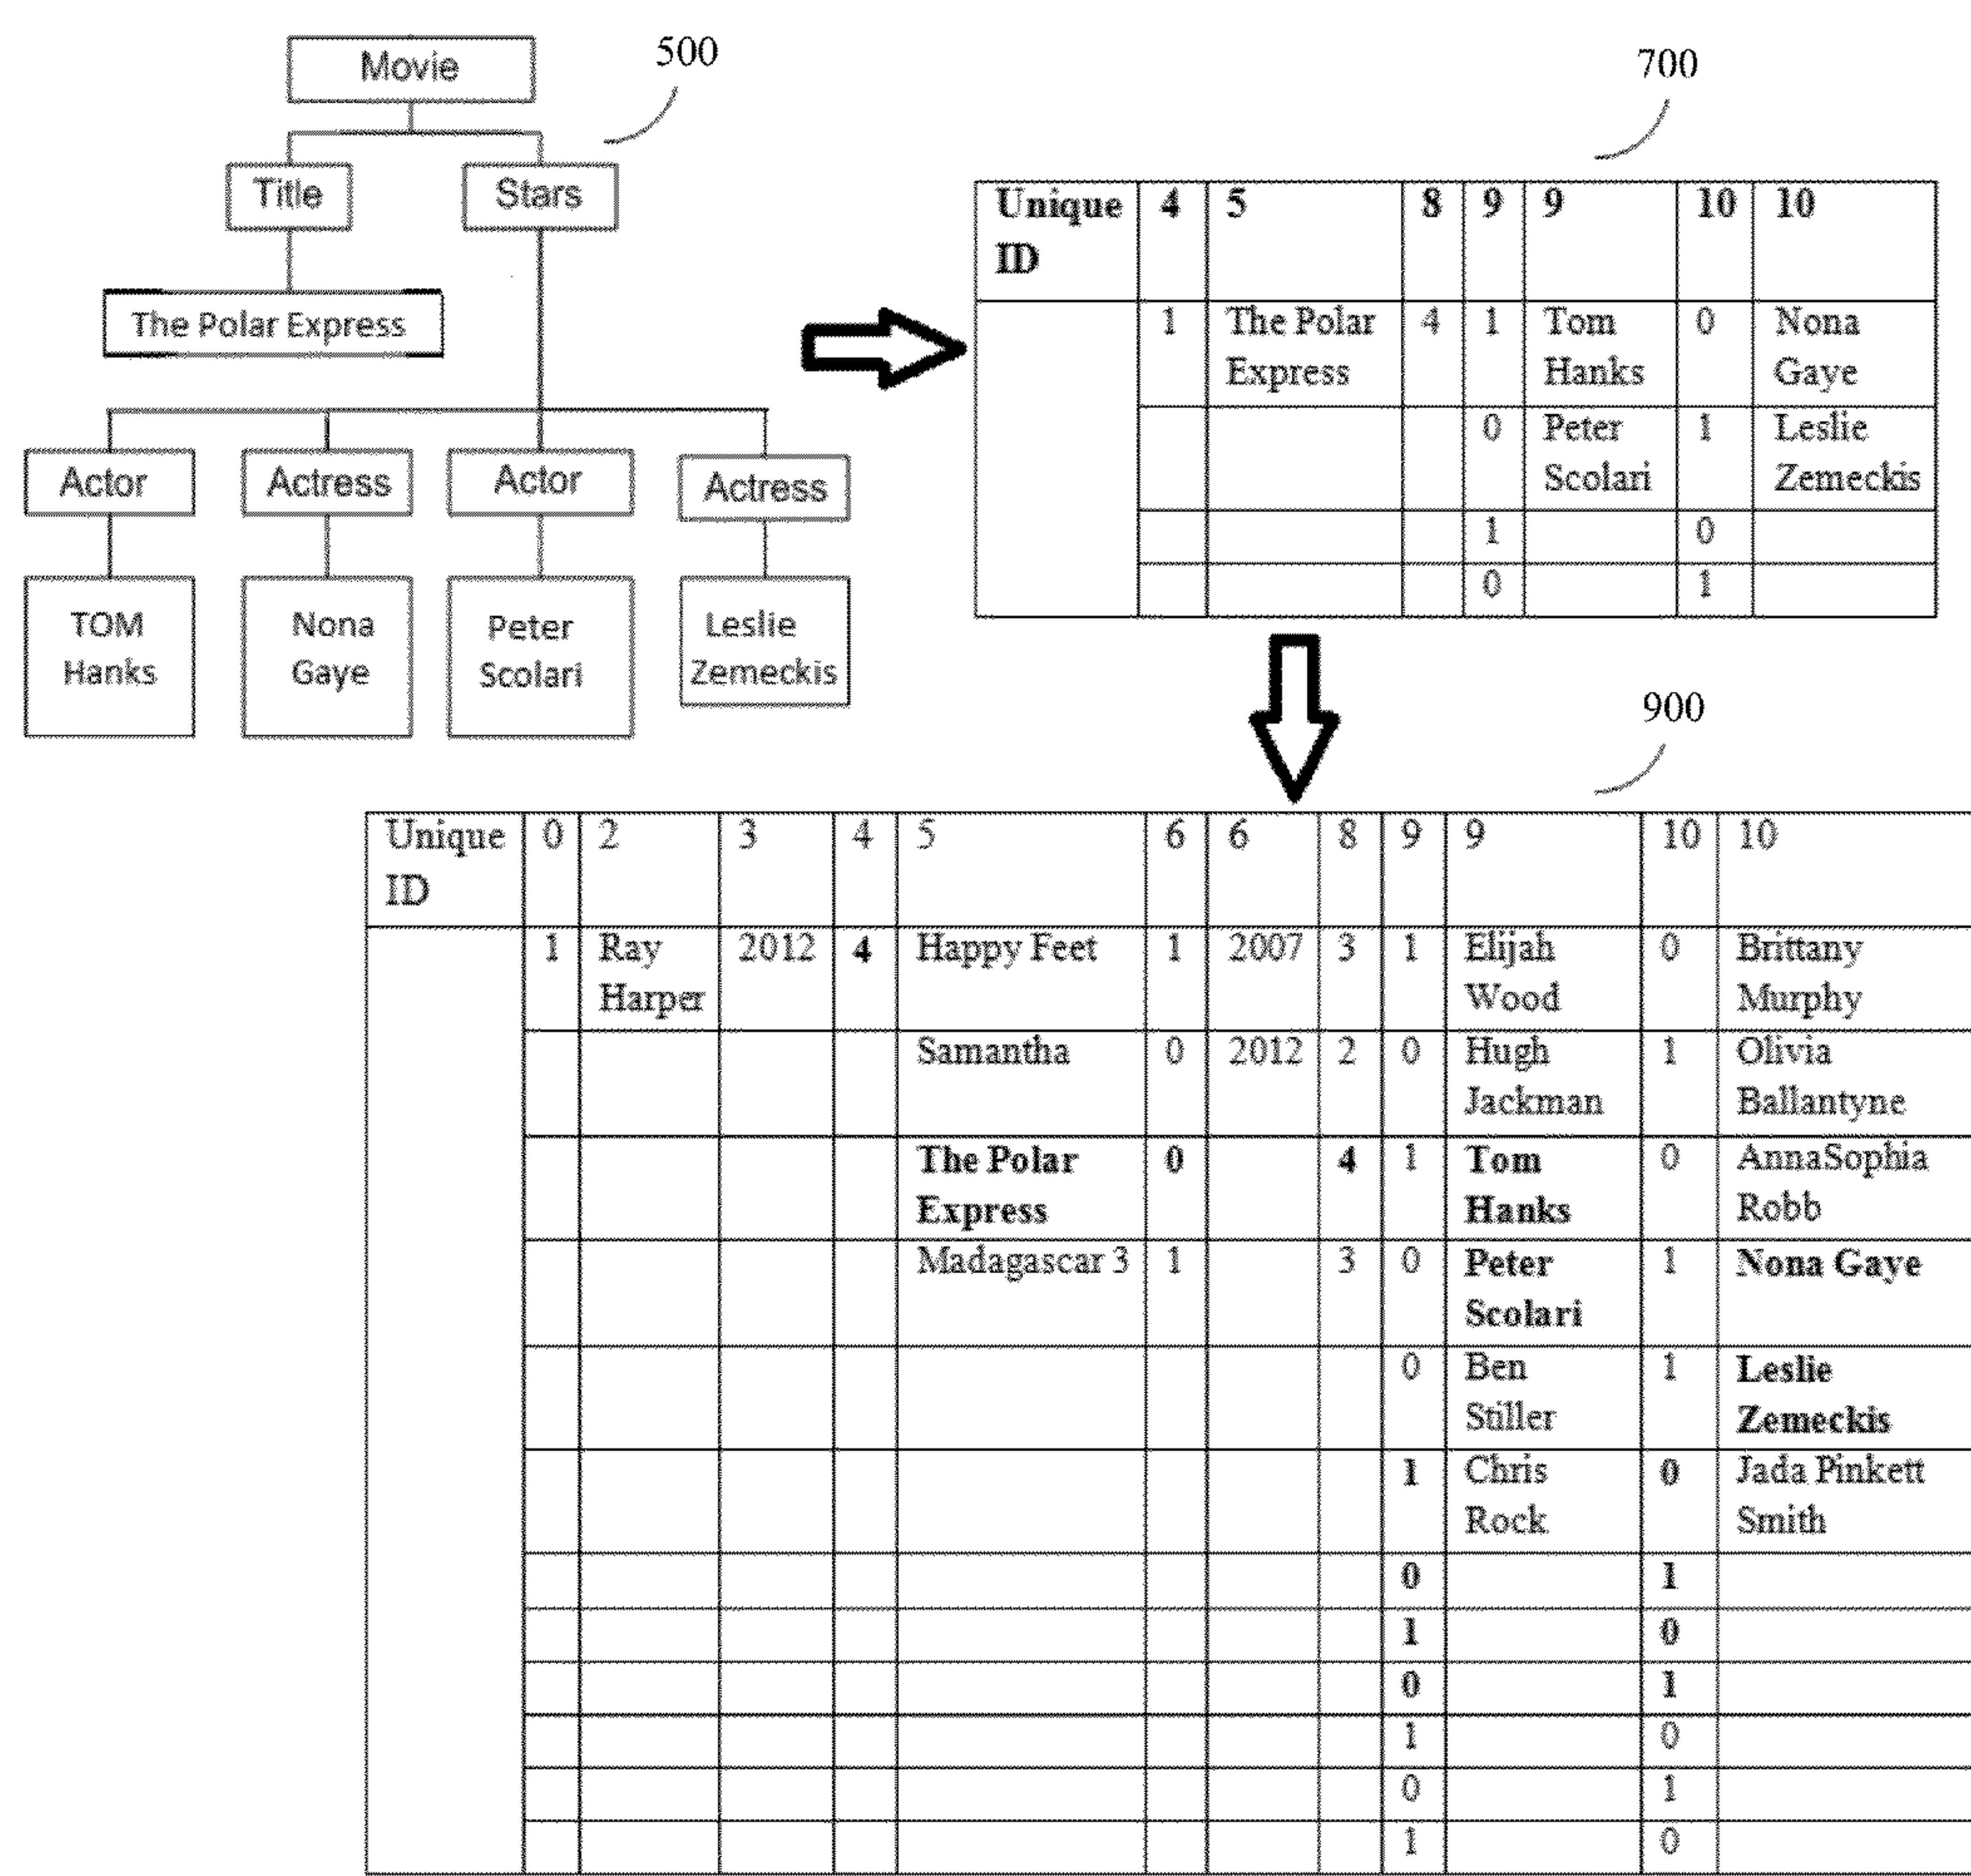 500
Movie
Title Stars
The Polar Express
Actor Actress Actor Actress
TOM Nona Peter Leslie
Hanks Gaye Scolari Zemeckis
700
Unique 4 5 8 9 9 10 10
ID
1 The Polar 4 1 Tom 0 Nona
Express Hanks Gaye
0 Peter 1 Leslie
Scolari Zemeckis
1 0
0 1
900
Unique 0 2 3 4 5 6 6 8 9 9 10 10
ID
1 Ray 2012 4 Happy Feet 1 2007 3 1 Elijah 0 Brittany
Harper Wood Murphy
Samantha 0 2012 2 0 Hugh 1 Olivia
Jackman Ballantyne
The Polar 0 4 1 Tom 0 AnnaSophia
Express Hanks Robb
Madagascar 3 1 3 0 Peter 1 Nona Gaye
Scolari
0 Ben 1 Leslie
Stiller Zemeckis
1 Chris 0 Jada Pinkett
Rock Smith
0 1
1 0
0 1
1 0
0 1
1 0